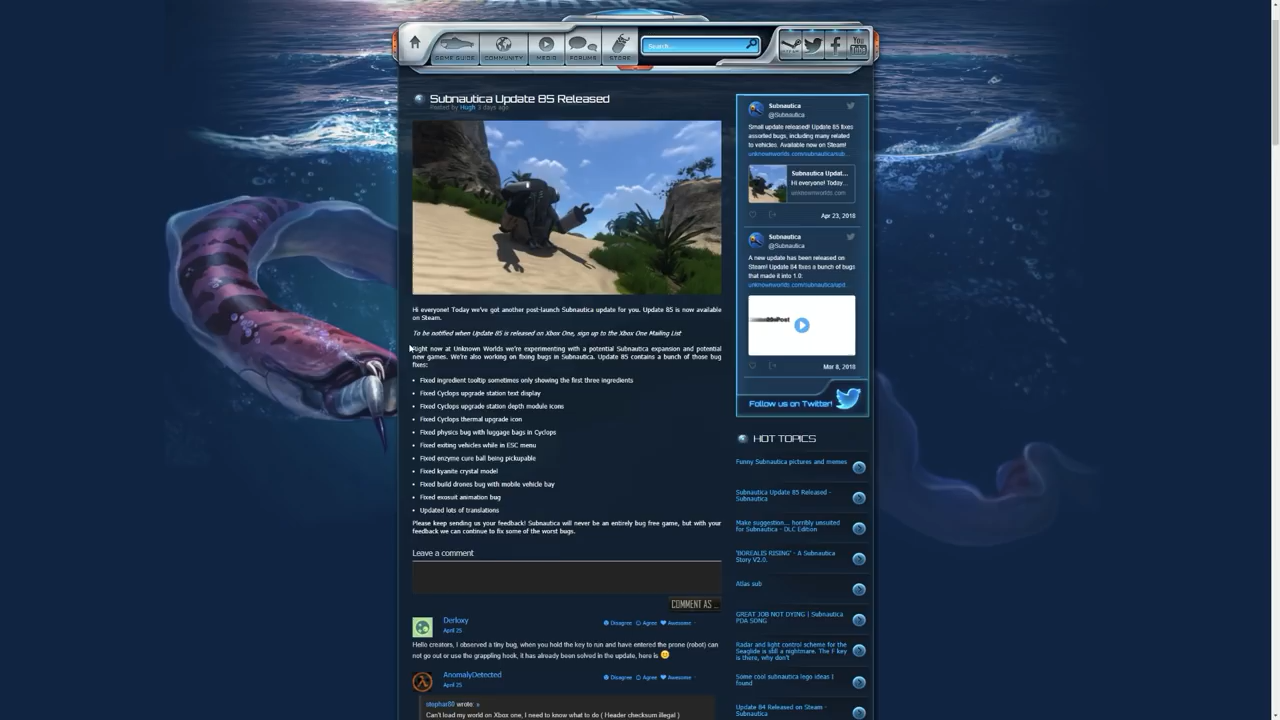 GAME GUIDE
COMMUNITY
MEDIA
FORUMS
STORE
Search...
You
Tube
Subnautica Update 85 Released
Posted by Hugh 3 days ago
Hi everyone! Today we've got another post-launch Subnautica update for you. Update 85 is now available
on Steam.
To be notified when Update 85 is released on Xbox One, sign up to the Xbox One Mailing List
Right now at Unknown Worlds we're experimenting with a potential Subnautica expansion and potential
new games. We're also working on fixing bugs in Subnautica. Update 85 contains a bunch of those bug
fixes:
• Fixed ingredient tooltip sometimes only showing the first three ingredients
• Fixed Cyclops upgrade station text display
• Fixed Cyclops upgrade station depth module icons
• Fixed Cyclops thermal upgrade icon
• Fixed physics bug with luggage bags in Cyclops
• Fixed exiting vehicles while in ESC menu
• Fixed enzyme cure ball being pickupable
• Fixed kyanite crystal model
• Fixed build drones bug with mobile vehicle bay
• Fixed exosuit animation bug
• Updated lots of translations
Please keep sending us your feedback! Subnautica will never be an entirely bug free game, but with your
feedback we can continue to fix some of the worst bugs.
Leave a comment
COMMENT AS ...
Derloxy
April 25
Disagree Agree Awesome
Hello creators, I observed a tiny bug, when you hold the key to run and have entered the prone (robot) can
not go out or use the grappling hook, it has already been solved in the update, here is
AnomalyDetected
April 25
Disagree Agree Awesome
stephar88 wrote »
Can't load my world on Xbox one, I need to know what to do ( Header checksum illegal )
Subnautica
@Subnautica
Small update released! Update 85 fixes
assorted bugs, including many related
to vehicles. Available now on Steam!
unknownworlds.com/subnautica/sub...
Subnautica Updat...
Hi everyone! Today...
unknownworlds.com
Apr 23, 2018
Subnautica
@Subnautica
A new update has been released on
Steam! Update 84 fixes a bunch of bugs
that made it into 1.0:
unknownworlds.com/subnautica/upd...
Mar 8, 2018
Follow us on Twitter!
HOT TOPICS
Funny Subnautica pictures and memes
Subnautica Update 85 Released -
Subnautica
Make suggestion... horribly unsuited
for Subnautica - DLC Edition
'BOREALIS RISING' - A Subnautica
Story V2.0.
Atlas sub
GREAT JOB NOT DYING | Subnautica
PDA SONG
Radar and light control scheme for the
Seaglide is still a nightmare. The F key
is there, why don't
Some cool subnautica lego ideas I
found
Update 84 Released on Steam -
Subnautica